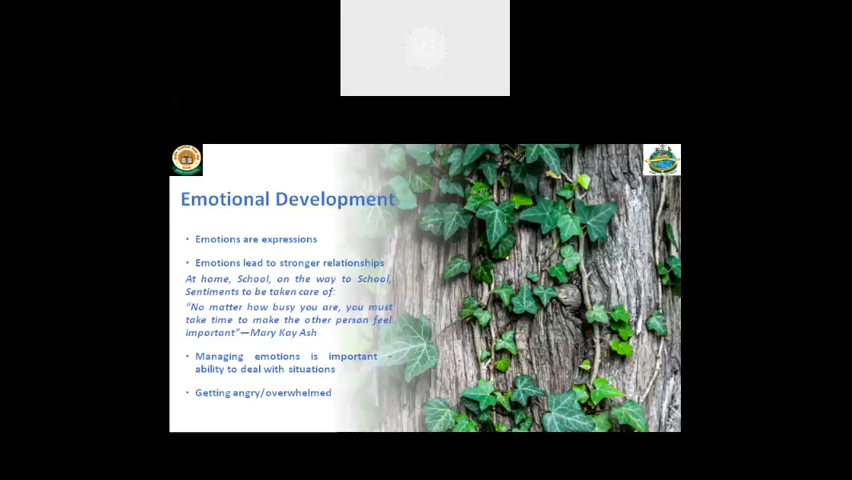 Emotional Development
• Emotions are expressions
• Emotions lead to stronger relationships
At home, School, on the way to School,
Sentiments to be taken care of:
“No matter how busy you are, you must
take time to make the other person feel
important”—Mary Kay Ash
• Managing emotions is important -
ability to deal with situations
• Getting angry/overwhelmed